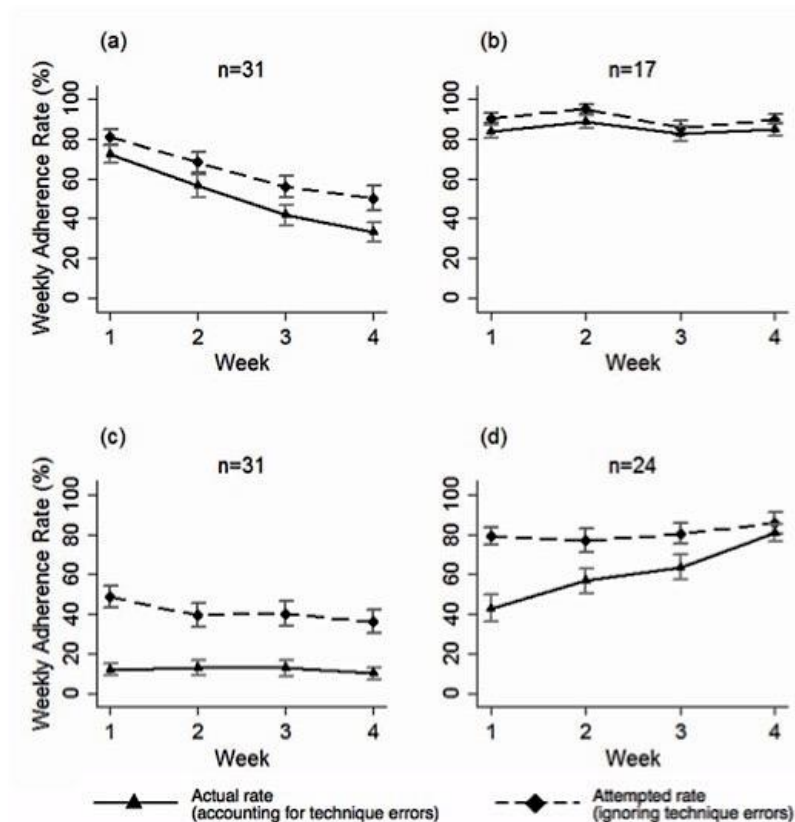 (a)
n=31
(b)
n=17
Weekly Adherence Rate (%)
100
80
60
40
20
0
1 2 3 4
Week
100
80
60
40
20
0
1 2 3 4
Week
(c)
n=31
(d)
n=24
Weekly Adherence Rate (%)
100
80
60
40
20
0
1 2 3 4
Week
100
80
60
40
20
0
1 2 3 4
Week
Actual rate
(accounting for technique errors)
Attempted rate
(ignoring technique errors)